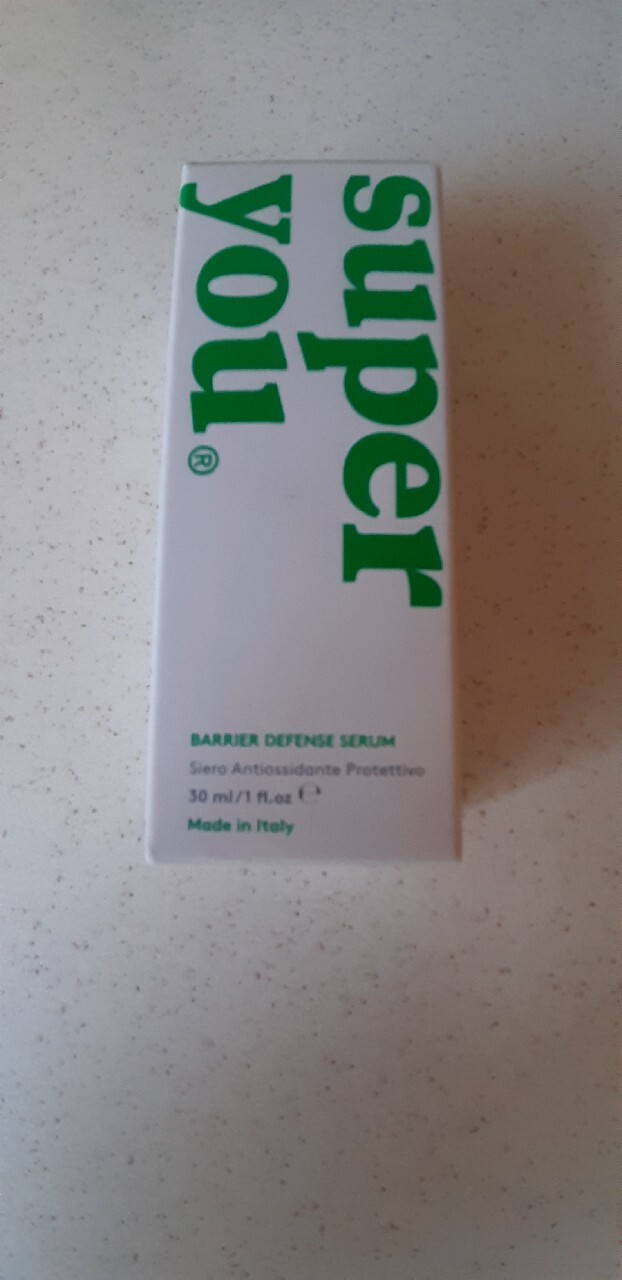 super
you®
BARRIER DEFENSE SERUM
Siero Antiossidante Protettivo
30 ml/1 fl.oz ℮
Made in Italy